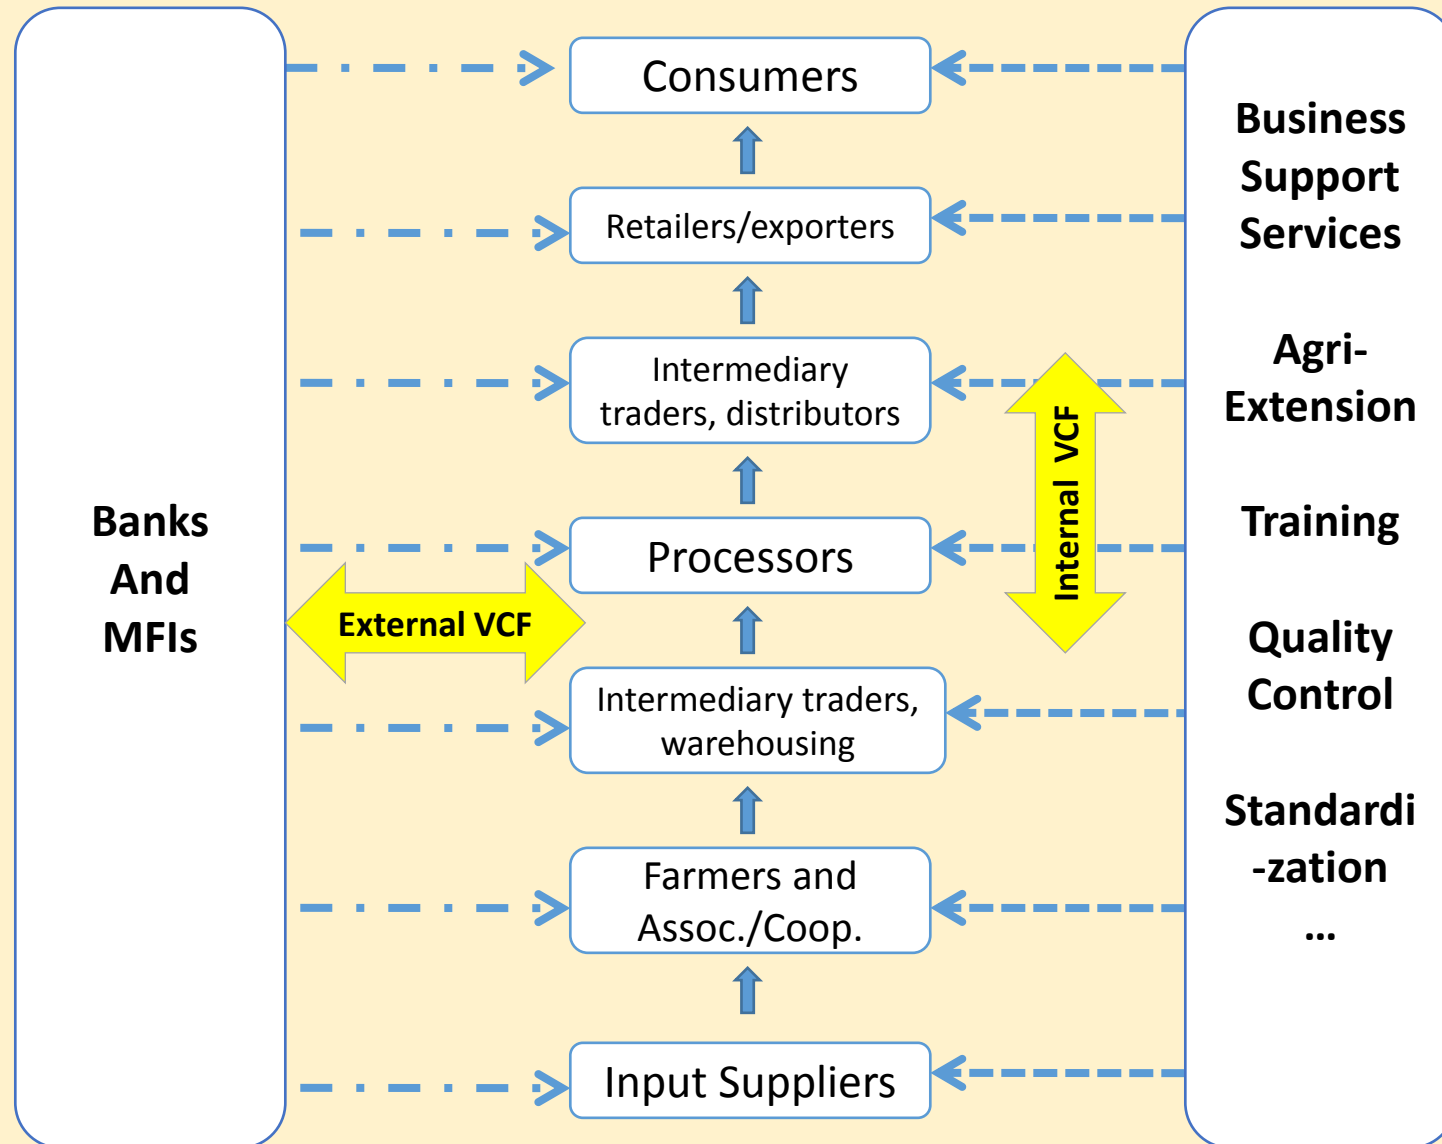 Banks
And
MFIs
External VCF
Consumers
Retailers/exporters
Intermediary
traders, distributors
Processors
Intermediary traders,
warehousing
Farmers and
Assoc./Coop.
Input Suppliers
Internal VCF
Business
Support
Services
Agri-
Extension
Training
Quality
Control
Standardi
-zation
...